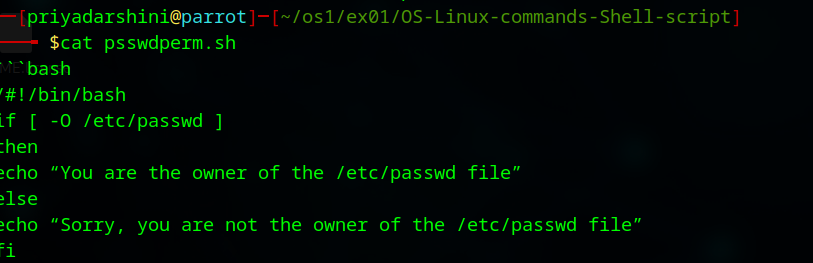 [priyadarshini@parrot]─[~/os1/ex01/OS-Linux-commands-Shell-script]
$cat psswdperm.sh
```bash
/#!/bin/bash
if [ -O /etc/passwd ]
then
echo “You are the owner of the /etc/passwd file”
else
echo “Sorry, you are not the owner of the /etc/passwd file”
fi